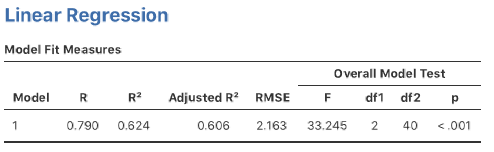 Linear Regression
Model Fit Measures
Overall Model Test
Model R R² Adjusted R² RMSE F df1 df2 p
1 0.790 0.624 0.606 2.163 33.245 2 40 < .001